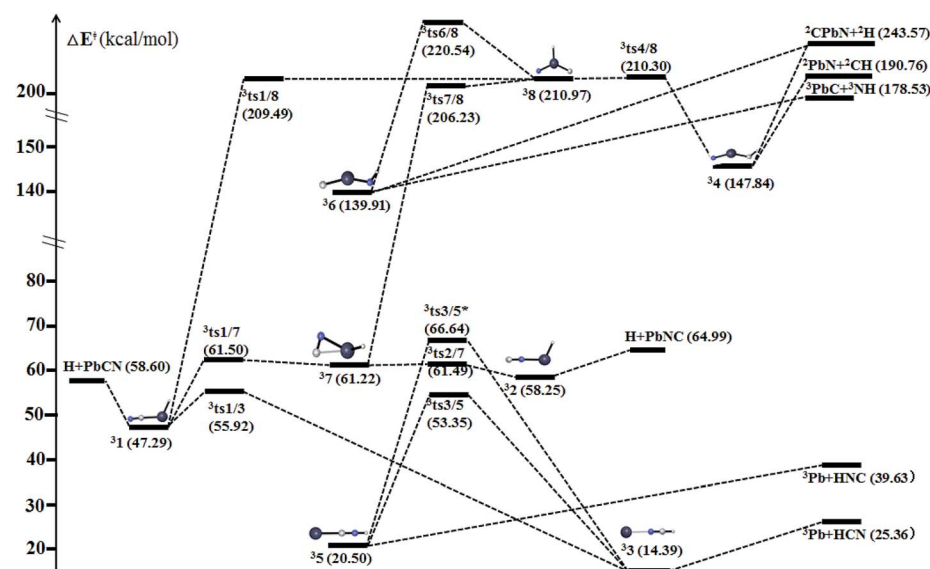 ΔE‡(kcal/mol)
³ts6/8
(220.54)
²CPbN+²H (243.57)
³ts1/8
(209.49)
³ts7/8
(206.23)
³8 (210.97)
³ts4/8
(210.30)
²PbN+²CH (190.76)
³PbC+³NH (178.53)
200
150
140
³6 (139.91)
³4 (147.84)
80
70
60
50
40
30
20
H+PbCN (58.60)
³1 (47.29)
³ts1/7
(61.50)
³ts1/3
(55.92)
³7 (61.22)
³ts3/5*
(66.64)
³ts2/7
(61.49)
³ts3/5
(53.35)
³2 (58.25)
H+PbNC (64.99)
³5 (20.50)
³3 (14.39)
³Pb+HNC (39.63)
³Pb+HCN (25.36)